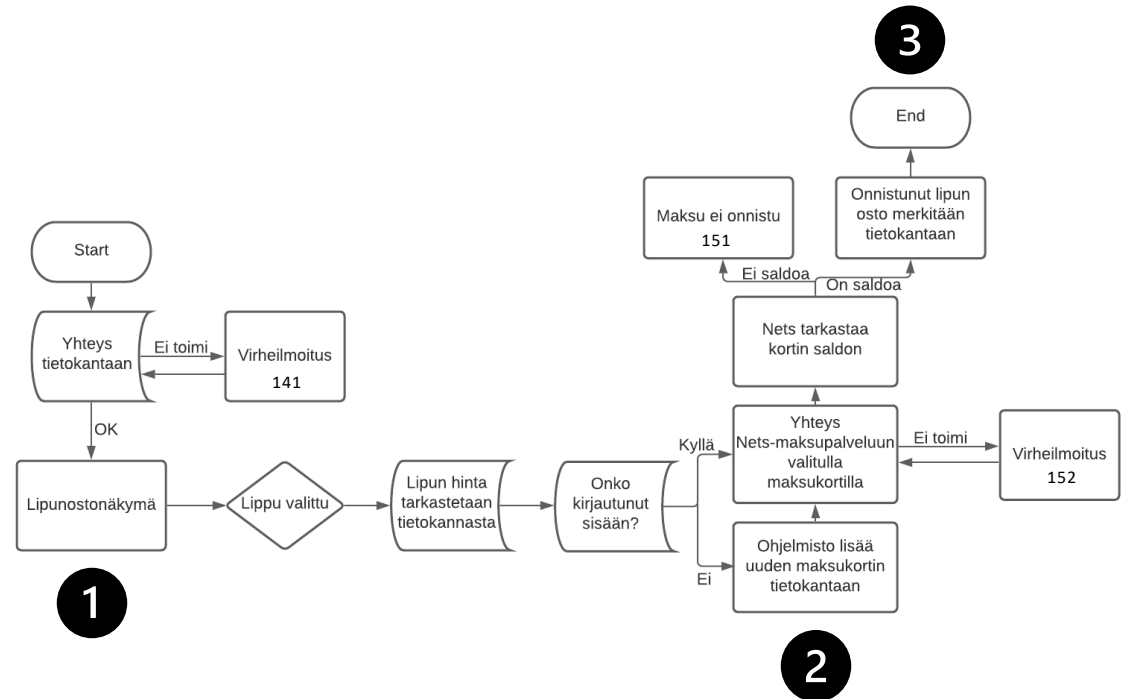 3
End
Maksu ei onnistu
151
Onnistunut lipun
osto merkitään
tietokantaan
Ei saldoa
On saldoa
Start
Nets tarkastaa
kortin saldon
Yhteys
tietokantaan
Ei toimi
Virheilmoitus
141
OK
Lipunostonäkymä
Lippu valittu
Lipun hinta
tarkastetaan
tietokannasta
Onko
kirjautunut
sisään?
Kyllä
Ei
Yhteys
Nets-maksupalveluun
valitulla
maksukortilla
Ei toimi
Virheilmoitus
152
Ohjelmisto lisää
uuden maksukortin
tietokantaan
1
2